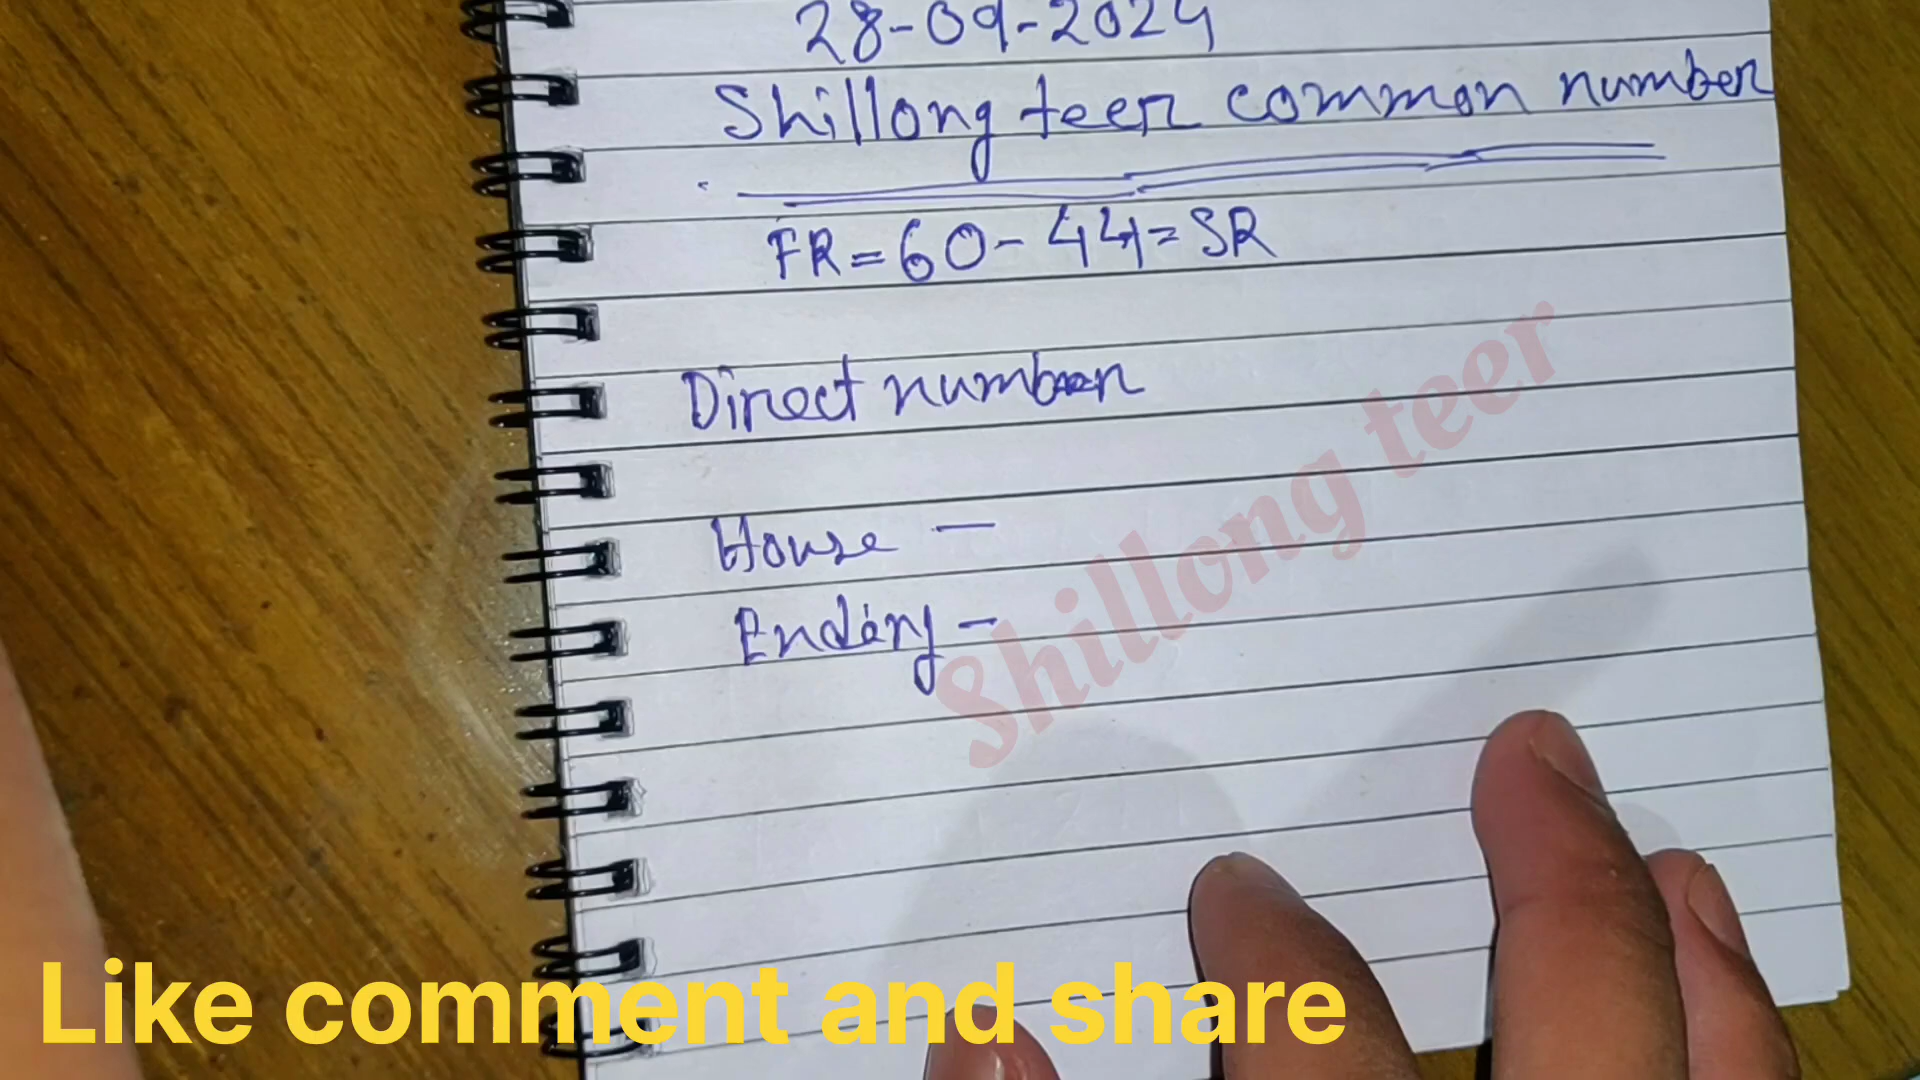 28-09-2024
Shillong teer common number
FR = 60 - 44 = SR
Direct number
House -
Ending -
Shillong teer
Like comment and share